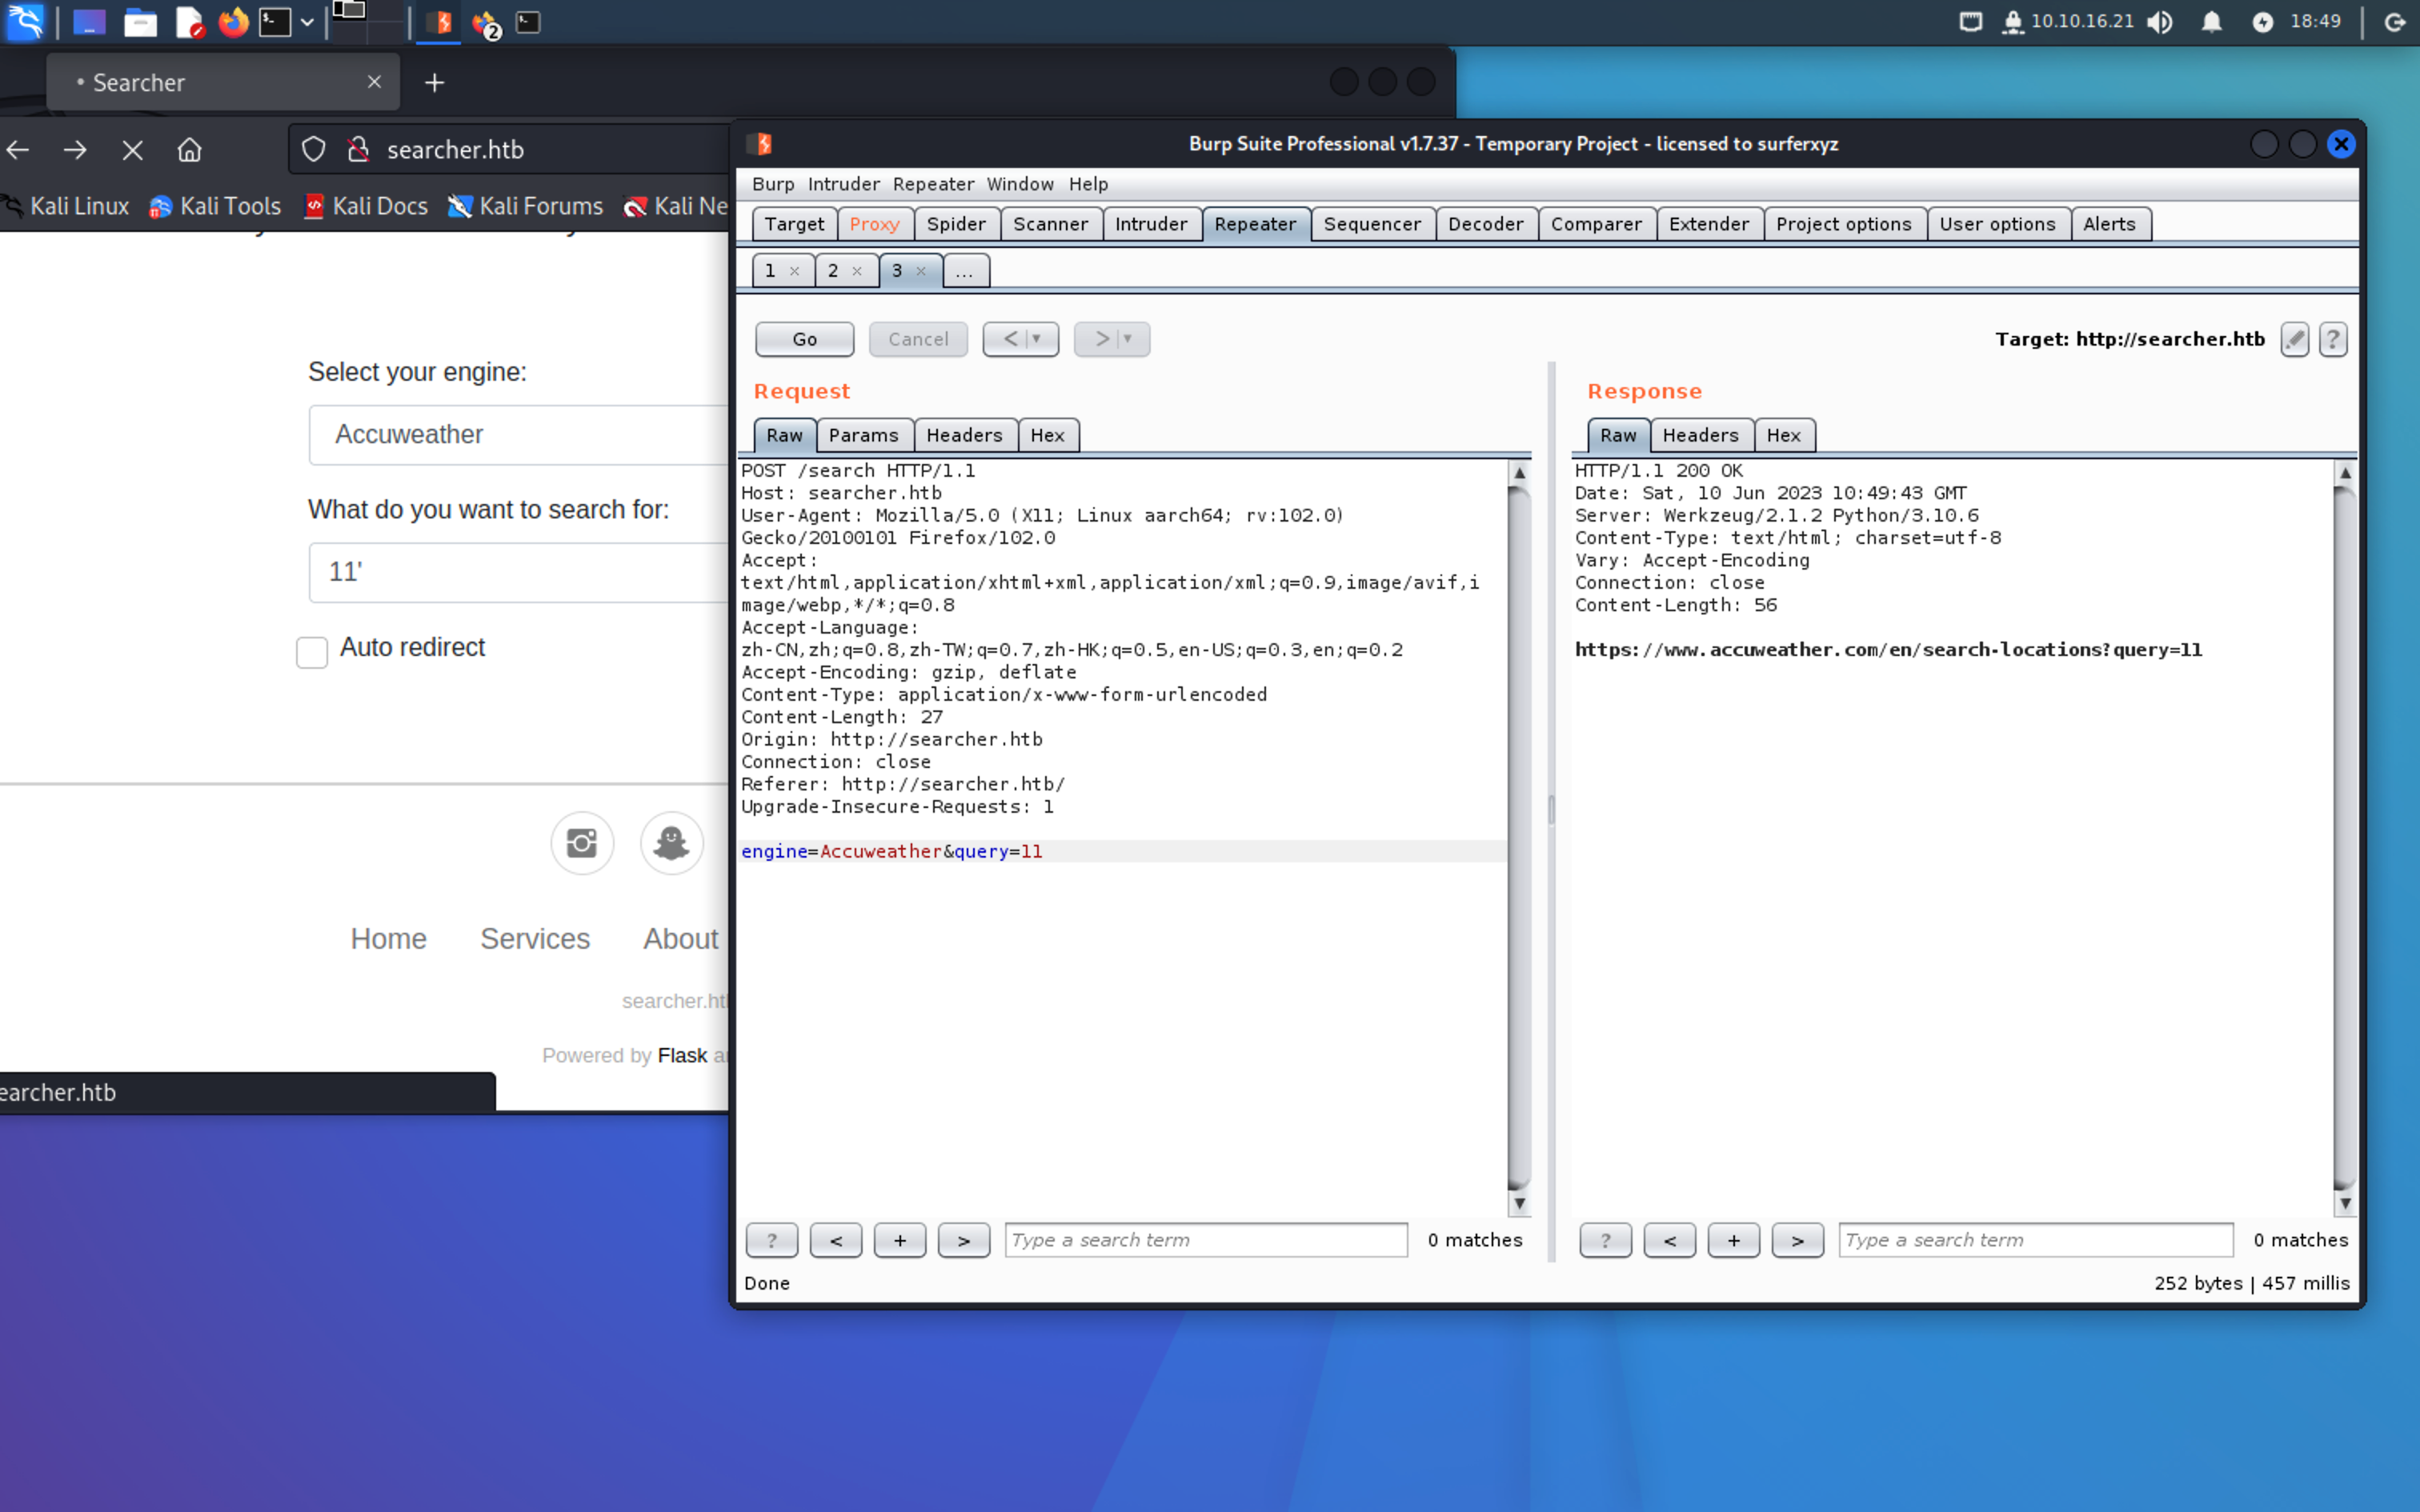 10.10.16.21
18:49
2
• Searcher
searcher.htb
Kali Linux Kali Tools Kali Docs Kali Forums Kali Ne
Select your engine:
Accuweather
What do you want to search for:
11'
Auto redirect
Home Services About
searcher.ht
Powered by Flask
earcher.htb
Burp Suite Professional v1.7.37 - Temporary Project - licensed to surferxyz
Burp Intruder Repeater Window Help
Target Proxy Spider Scanner Intruder Repeater Sequencer Decoder Comparer Extender Project options User options Alerts
1 × 2 × 3 × ...
Go Cancel < >
Target: http://searcher.htb ?
Request
Raw Params Headers Hex
POST /search HTTP/1.1
Host: searcher.htb
User-Agent: Mozilla/5.0 (X11; Linux aarch64; rv:102.0)
Gecko/20100101 Firefox/102.0
Accept:
text/html,application/xhtml+xml,application/xml;q=0.9,image/avif,i
mage/webp,*/*;q=0.8
Accept-Language:
zh-CN,zh;q=0.8,zh-TW;q=0.7,zh-HK;q=0.5,en-US;q=0.3,en;q=0.2
Accept-Encoding: gzip, deflate
Content-Type: application/x-www-form-urlencoded
Content-Length: 27
Origin: http://searcher.htb
Connection: close
Referer: http://searcher.htb/
Upgrade-Insecure-Requests: 1
engine=Accuweather&query=11
? < + > Type a search term 0 matches
Response
Raw Headers Hex
HTTP/1.1 200 OK
Date: Sat, 10 Jun 2023 10:49:43 GMT
Server: Werkzeug/2.1.2 Python/3.10.6
Content-Type: text/html; charset=utf-8
Vary: Accept-Encoding
Connection: close
Content-Length: 56
https://www.accuweather.com/en/search-locations?query=11
? < + > Type a search term 0 matches
Done
252 bytes | 457 millis